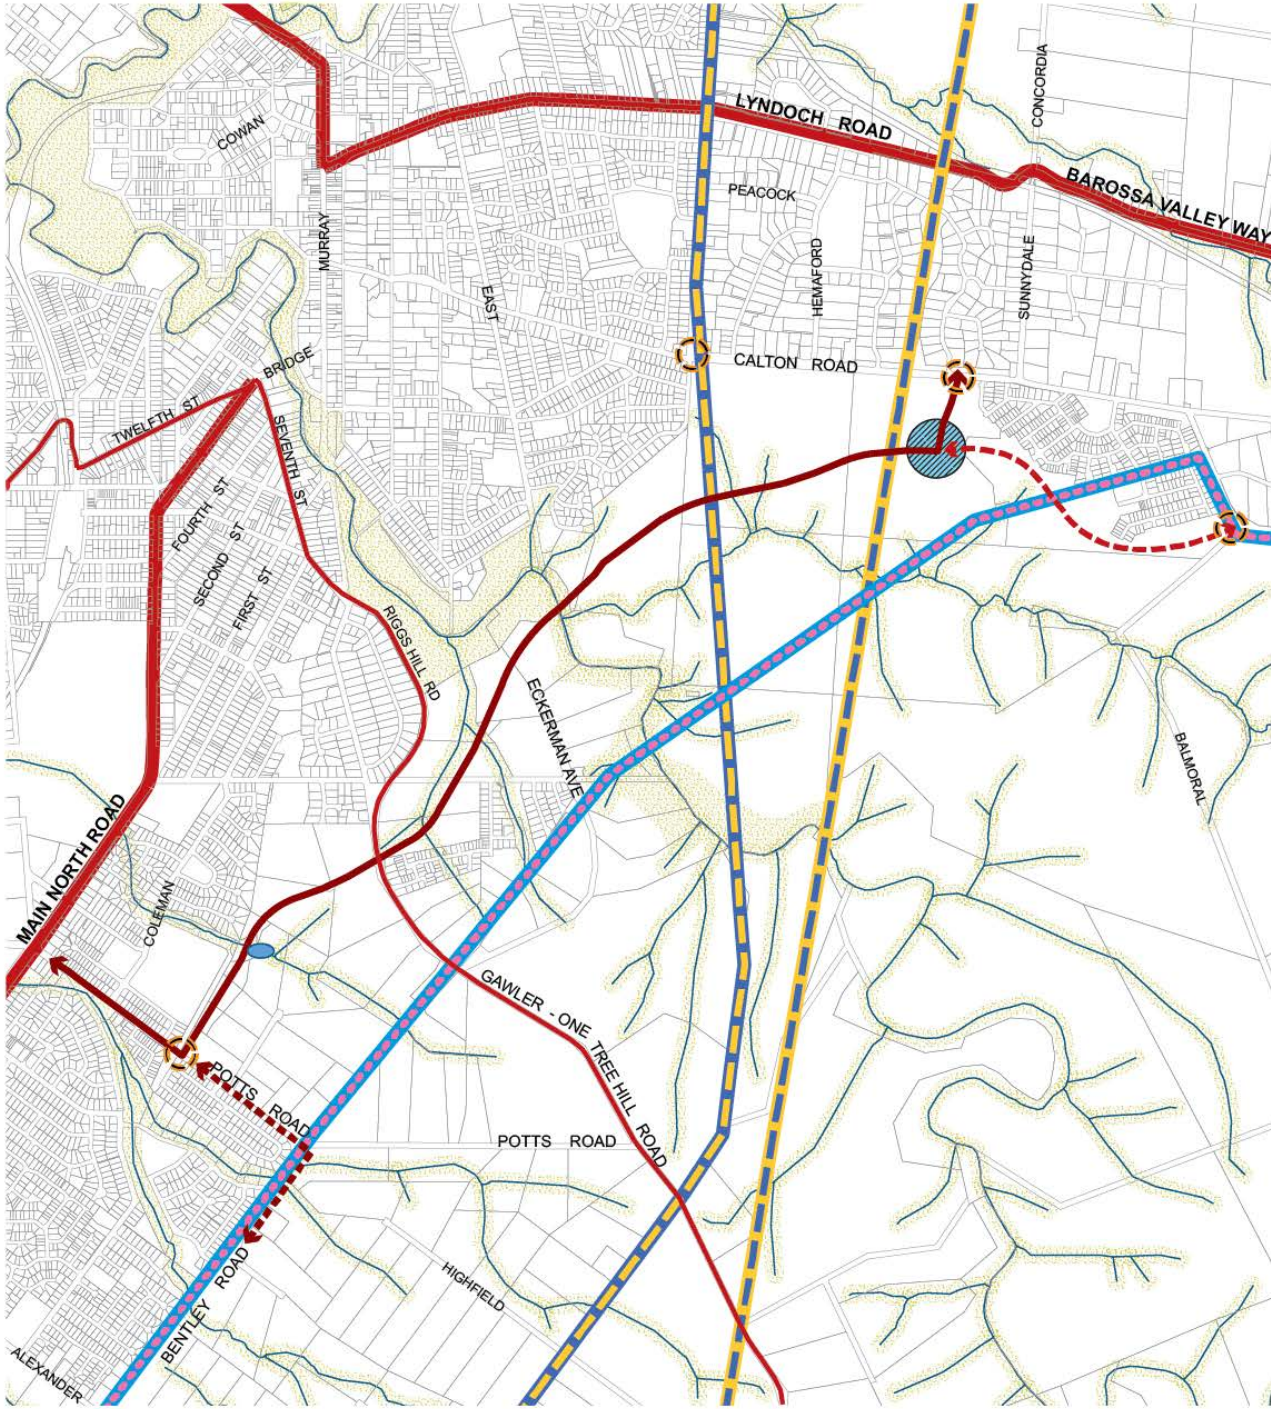 CONCORDIA
LYNDOCH ROAD
COWAN
BAROSSA VALLEY WAY
PEACOCK
MURRAY
HEMAFORD
SUNNYDALE
EAST
BRIDGE
CALTON ROAD
TWELFTH ST
SEVENTH ST
FOURTH ST
SECOND ST
FIRST ST
RIGGS HILL RD
ECKERMAN AVE
BALMORAL
MAIN NORTH ROAD
COLEMAN
GAWLER - ONE TREE HILL ROAD
POTTS ROAD
POTTS ROAD
HIGHFIELD
BENTLEY ROAD
ALEXANDER